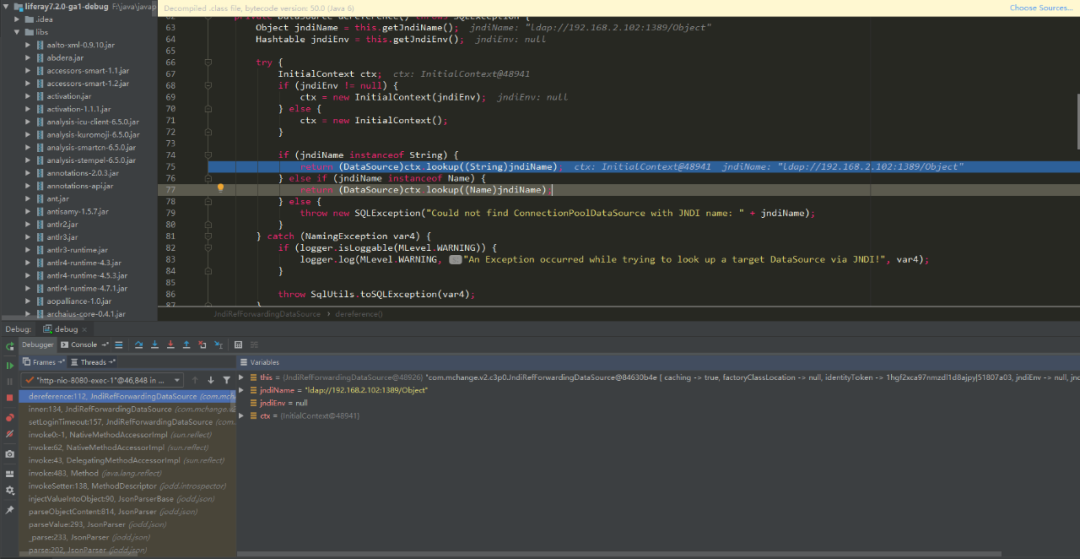 liferay7.2.0-ga1-debug F:\java\javap
.idea
libs
aalto-xml-0.9.10.jar
abdera.jar
accessors-smart-1.1.jar
accessors-smart-1.2.jar
activation.jar
activation-1.1.1.jar
analysis-icu-client-6.5.0.jar
analysis-kuromoji-6.5.0.jar
analysis-smartcn-6.5.0.jar
analysis-stempel-6.5.0.jar
annotations-2.0.3.jar
annotations-api.jar
ant.jar
antisamy-1.5.7.jar
antlr2.jar
antlr3.jar
antlr3-runtime.jar
antlr4-runtime-4.3.jar
antlr4-runtime-4.5.3.jar
antlr4-runtime-4.7.1.jar
aopalliance-1.0.jar
archaius-core-0.4.1.jar
Decompiled .class file, bytecode version: 50.0 (Java 6) Choose Sources...
62 private DataSource dereference() throws SQLException {
63 Object jndiName = this.getJndiName(); jndiName: "ldap://192.168.2.102:1389/Object"
64 Hashtable jndiEnv = this.getJndiEnv(); jndiEnv: null
65
66 try {
67 InitialContext ctx; ctx: InitialContext@48941
68 if (jndiEnv != null) {
69 ctx = new InitialContext(jndiEnv); jndiEnv: null
70 } else {
71 ctx = new InitialContext();
72 }
73
74 if (jndiName instanceof String) {
75 return (DataSource)ctx.lookup((String)jndiName); ctx: InitialContext@48941 jndiName: "ldap://192.168.2.102:1389/Object"
76 } else if (jndiName instanceof Name) {
77 return (DataSource)ctx.lookup((Name)jndiName)
78 } else {
79 throw new SQLException("Could not find ConnectionPoolDataSource with JNDI name: " + jndiName);
80 }
81 } catch (NamingException var4) {
82 if (logger.isLoggable(MLevel.WARNING)) {
83 logger.log(MLevel.WARNING, "An Exception occurred while trying to look up a target DataSource via JNDI!", var4);
84 }
85
86 throw SqlUtils.toSQLException(var4);
87 }
JndiRefForwardingDataSource › dereference()
Debug: debug ×
Debugger Console
Frames Threads
"http-nio-8080-exec-1"@46,848 in ...
dereference:112, JndiRefForwardingDataSource (com.mch
inner:134, JndiRefForwardingDataSource (com.mchange.v
setLoginTimeout:157, JndiRefForwardingDataSource (com.
invoke0:-1, NativeMethodAccessorImpl (sun.reflect)
invoke:62, NativeMethodAccessorImpl (sun.reflect)
invoke:43, DelegatingMethodAccessorImpl (sun.reflect)
invoke:483, Method (java.lang.reflect)
invokeSetter:138, MethodDescriptor (jodd.introspector)
injectValueIntoObject:90, JsonParserBase (jodd.json)
parseObjectContent:814, JsonParser (jodd.json)
parseValue:293, JsonParser (jodd.json)
_parse:233, JsonParser (jodd.json)
parse:202, JsonParser (jodd.json)
Variables
this = {JndiRefForwardingDataSource@48926} "com.mchange.v2.c3p0.JndiRefForwardingDataSource@84630b4e [ caching -> true, factoryClassLocation -> null, identityToken -> 1hgf2xca97nmzdl1d8ajpy|51807a03, jndiEnv -> null, jnd
jndiName = "ldap://192.168.2.102:1389/Object"
jndiEnv = null
ctx = {InitialContext@48941}